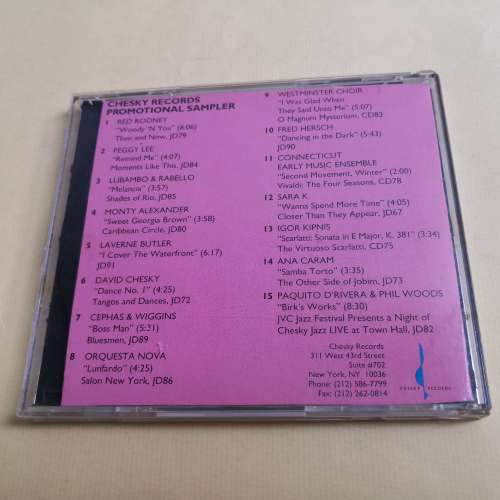 CHESKY RECORDS
PROMOTIONAL SAMPLER
1 RED RODNEY
"Woody 'N You" (6:06)
Then and Now, JD79
2 PEGGY LEE
"Remind Me" (4:07)
Moments Like This, JD84
3 LUBAMBO & RABELLO
"Melancia" (3:57)
Shades of Rio, JD85
4 MONTY ALEXANDER
"Sweet Georgia Brown" (3:58)
Caribbean Circle, JD80
5 LAVERNE BUTLER
"I Cover The Waterfront" (6:17)
JD91
6 DAVID CHESKY
"Dance No. 1" (4:25)
Tangos and Dances, JD72
7 CEPHAS & WIGGINS
"Boss Man" (5:21)
Bluesmen, JD89
8 ORQUESTA NOVA
"Lunfardo" (4:25)
Salon New York, JD86
9 WESTMINSTER CHOIR
"I Was Glad When
They Said Unto Me" (5:07)
O Magnum Mysterium, CD83
10 FRED HERSCH
"Dancing in the Dark" (5:43)
JD90
11 CONNECTICUT
EARLY MUSIC ENSEMBLE
"Second Movement, Winter" (2:00)
Vivaldi: The Four Seasons, CD78
12 SARA K.
"Wanna Spend More Time" (4:05)
Closer Than They Appear, JD67
13 IGOR KIPNIS
"Scarlatti: Sonata in E Major, K. 381" (3:34)
The Virtuoso Scarlatti, CD75
14 ANA CARAM
"Samba Torto" (3:35)
The Other Side of Jobim, JD73
15 PAQUITO D'RIVERA & PHIL WOODS
"Birk's Works" (8:30)
JVC Jazz Festival Presents a Night of
Chesky Jazz LIVE at Town Hall, JD82
Chesky Records
311 West 43rd Street
Suite #702
New York, NY 10036
Phone: (212) 586-7799
Fax: (212) 262-0814
CHESKY RECORDS